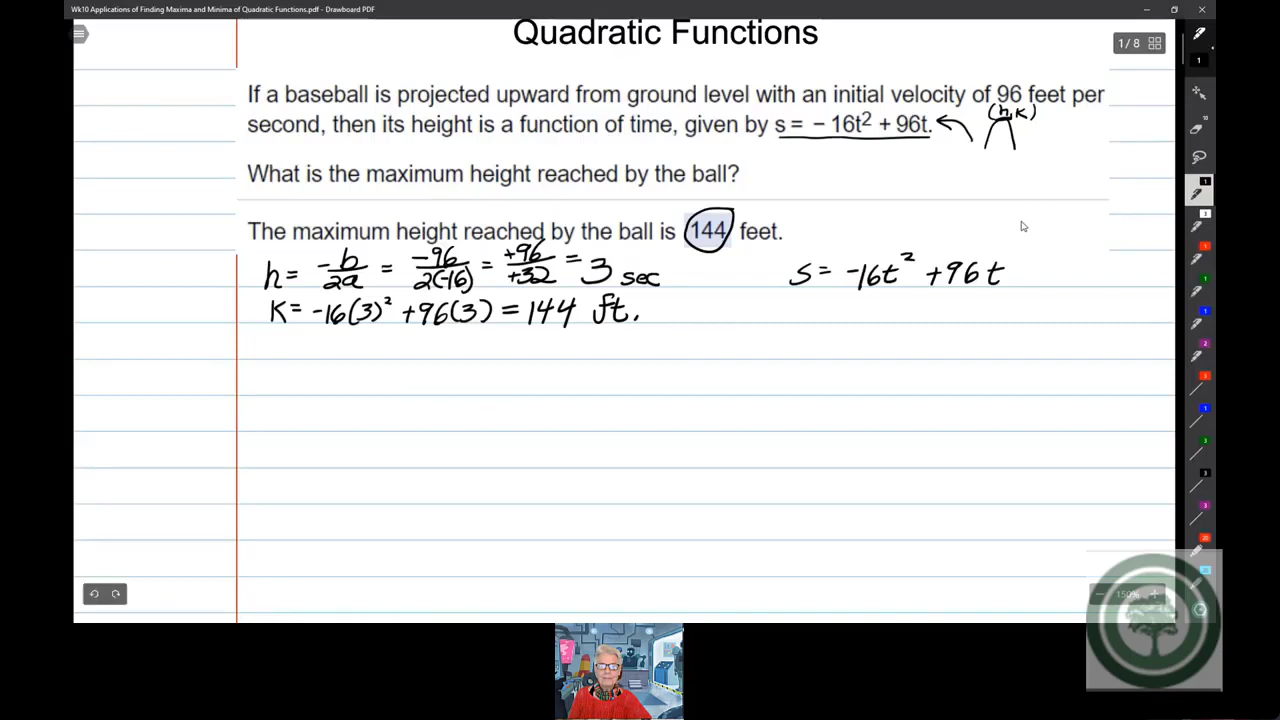 Wk10 Applications of Finding Maxima and Minima of Quadratic Functions.pdf - Drawboard PDF
Quadratic Functions
1/8
If a baseball is projected upward from ground level with an initial velocity of 96 feet per
second, then its height is a function of time, given by s = − 16t² + 96t.
(h,k)
What is the maximum height reached by the ball?
The maximum height reached by the ball is 144 feet.
h = -b/2a = -96/2(-16) = +96/+32 = 3 sec
s = -16t² + 96t
k = -16(3)² + 96(3) = 144 ft.
150%